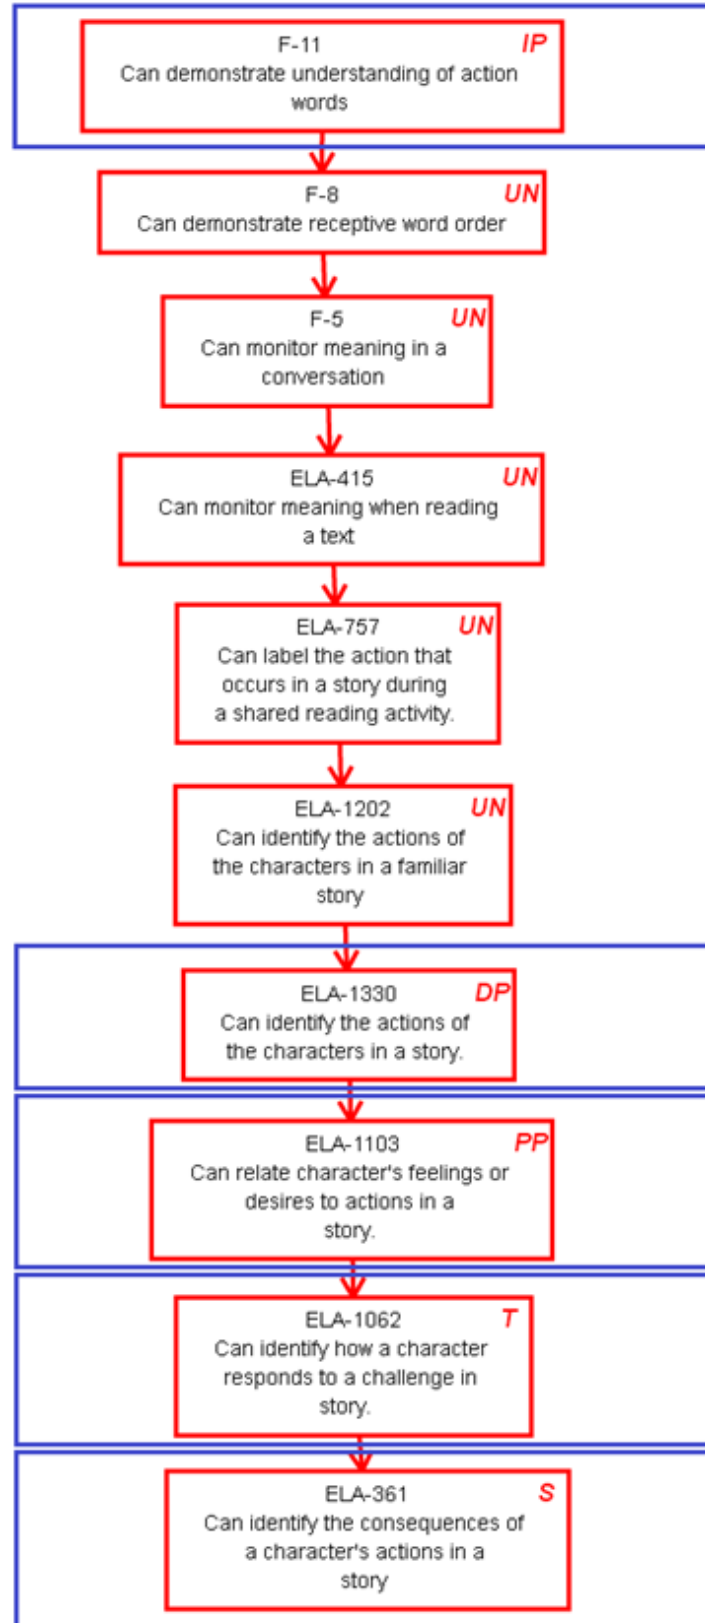 F-11 IP
Can demonstrate understanding of action
words
F-8 UN
Can demonstrate receptive word order
F-5 UN
Can monitor meaning in a
conversation
ELA-415 UN
Can monitor meaning when reading
a text
ELA-757 UN
Can label the action that
occurs in a story during
a shared reading activity.
ELA-1202 UN
Can identify the actions of
the characters in a familiar
story
ELA-1330 DP
Can identify the actions of
the characters in a story.
ELA-1103 PP
Can relate character's feelings or
desires to actions in a
story.
ELA-1062 T
Can identify how a character
responds to a challenge in
story.
ELA-361 S
Can identify the consequences of
a character's actions in a
story